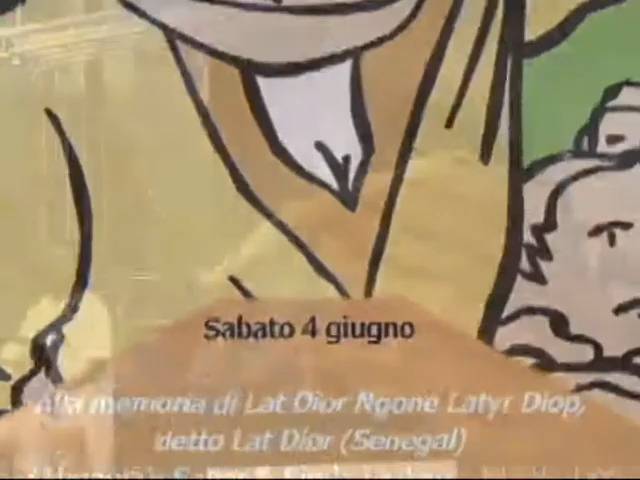 Sabato 4 giugno
Alla memoria di Lat Dior Ngone Latyr Diop,
detto Lat Dior (Senegal)